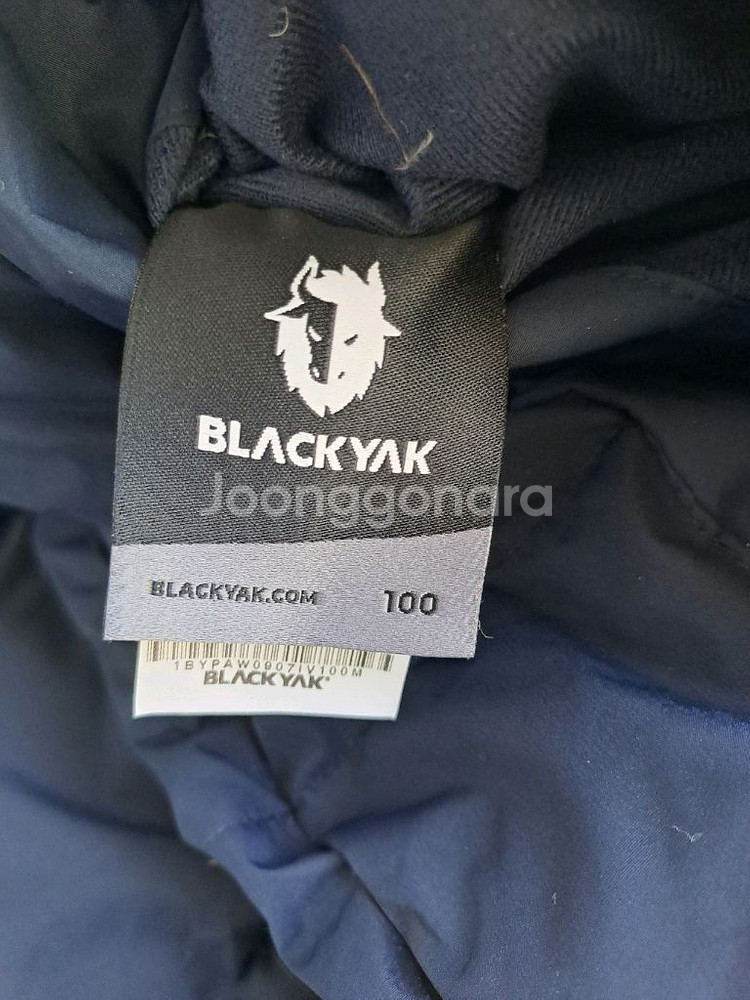 BLACKYAK
Joonggonara
BLACKYAK.COM 100
1BYPAW0907IV100M
BLACKYAK